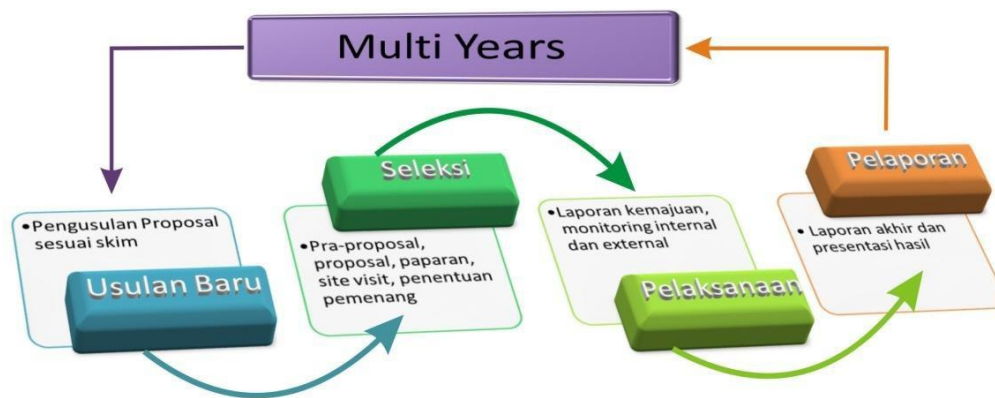 Multi Years
•Pengusulan Proposal
sesuai skim
Usulan Baru
Seleksi
•Pra-proposal,
proposal, paparan,
site visit, penentuan
pemenang
•Laporan kemajuan,
monitoring internal
dan external
Pelaksanaan
Pelaporan
• Laporan akhir dan
presentasi hasil